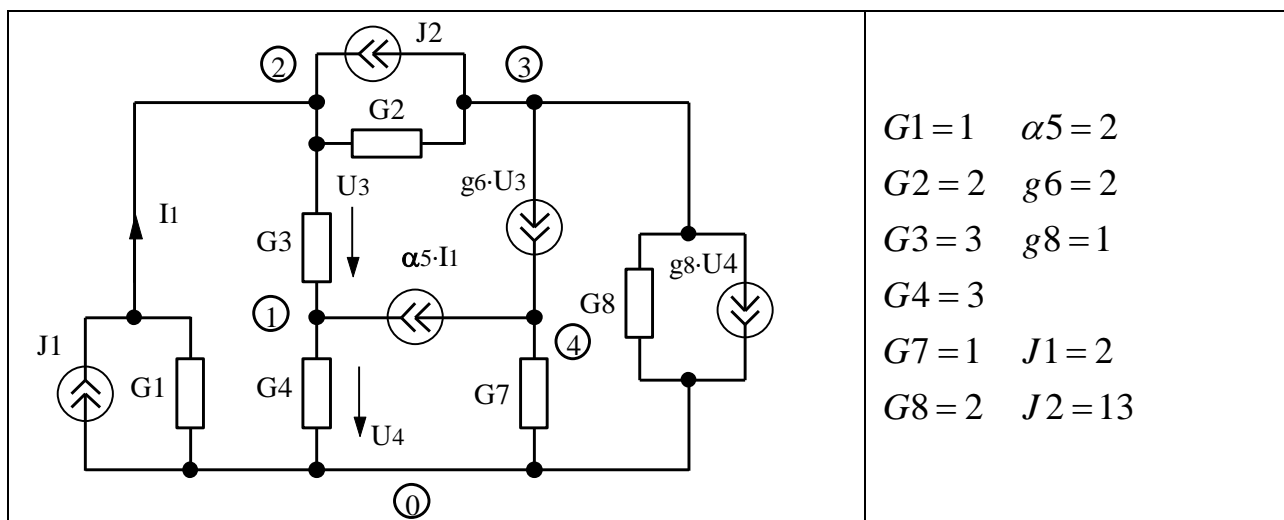 J2
2
3
G2
U3
g6·U3
I1
G3
α5·I1
g8·U4
1
G8
4
J1
G1
G4
G7
U4
0
G1=1 α5=2
G2=2 g6=2
G3=3 g8=1
G4=3
G7=1 J1=2
G8=2 J2=13